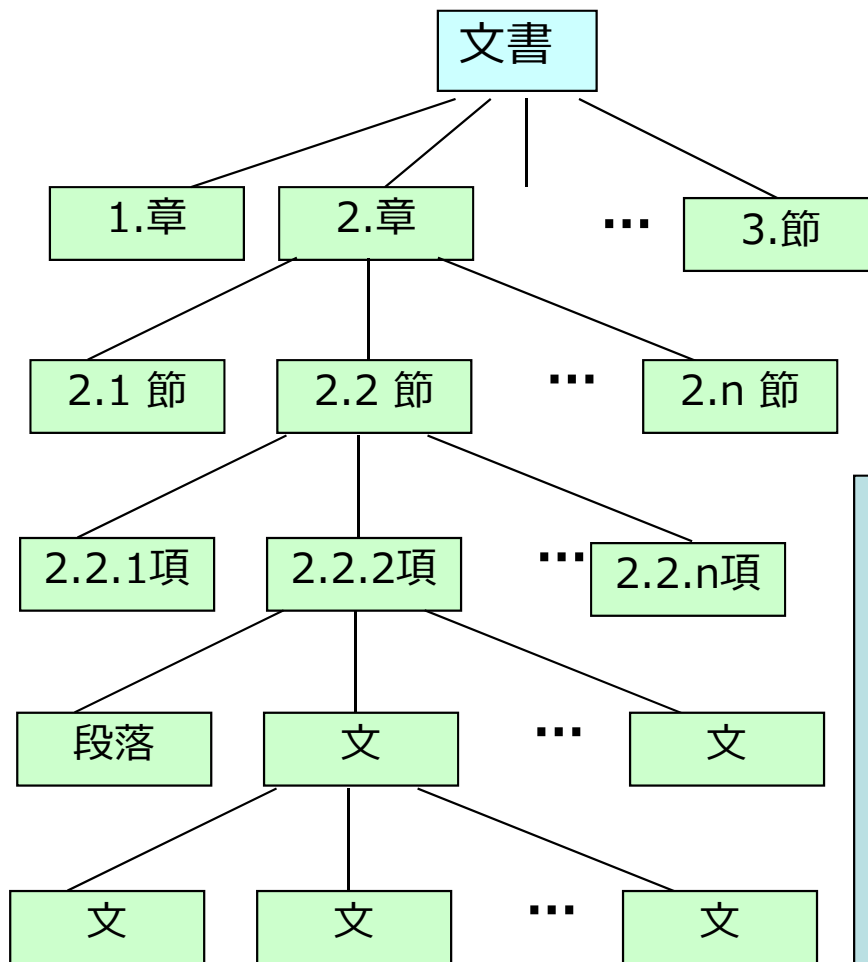 文書
1.章
2.章
…
3.節
2.1 節
2.2 節
…
2.n 節
2.2.1項
2.2.2項
…
2.2.n項
段落
文
…
文
文
文
…
文